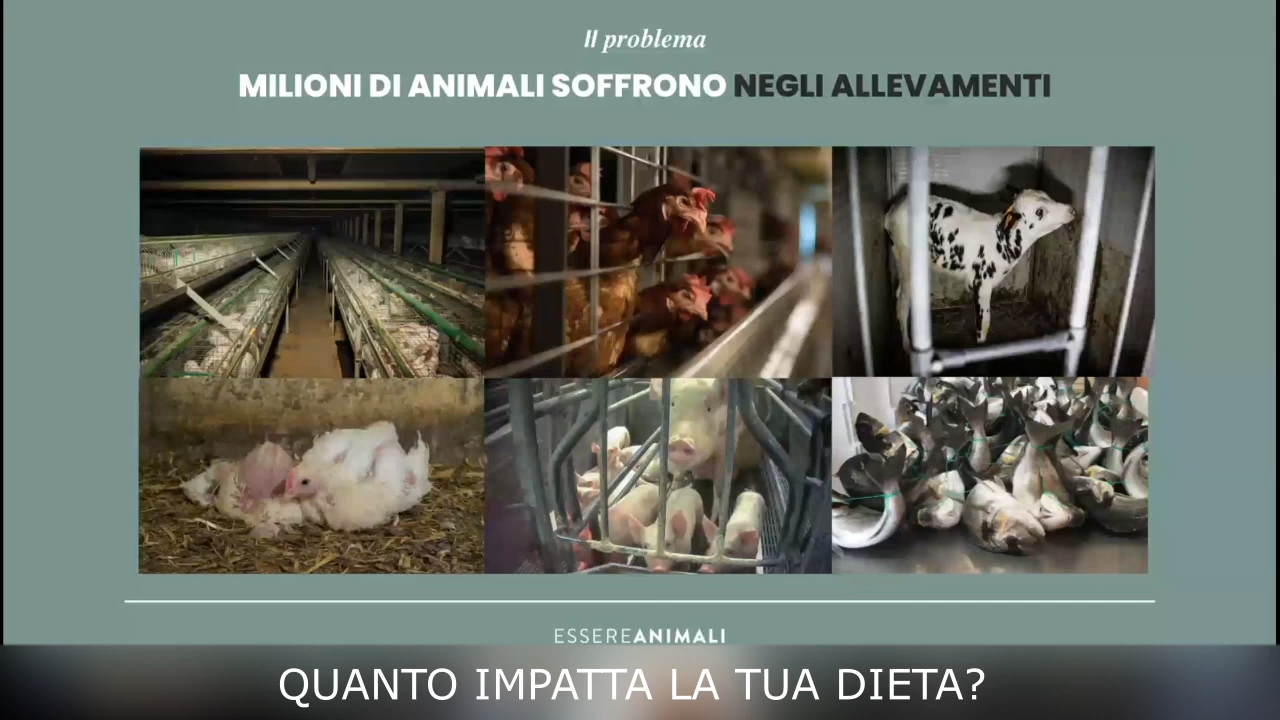 Il problema
MILIONI DI ANIMALI SOFFRONO NEGLI ALLEVAMENTI
ESSEREANIMALI
QUANTO IMPATTA LA TUA DIETA?